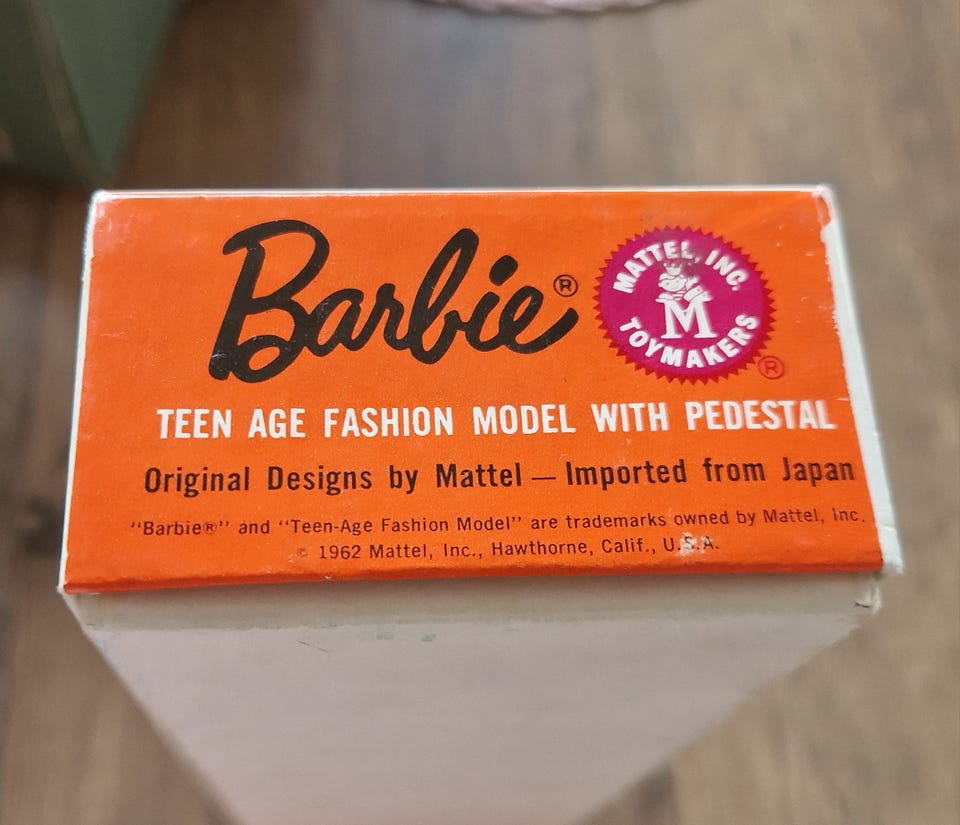 Barbie®
MATTEL, INC.
M
TOYMAKERS
®
TEEN AGE FASHION MODEL WITH PEDESTAL
Original Designs by Mattel — Imported from Japan
"Barbie®" and "Teen-Age Fashion Model" are trademarks owned by Mattel, Inc.
© 1962 Mattel, Inc., Hawthorne, Calif., U.S.A.